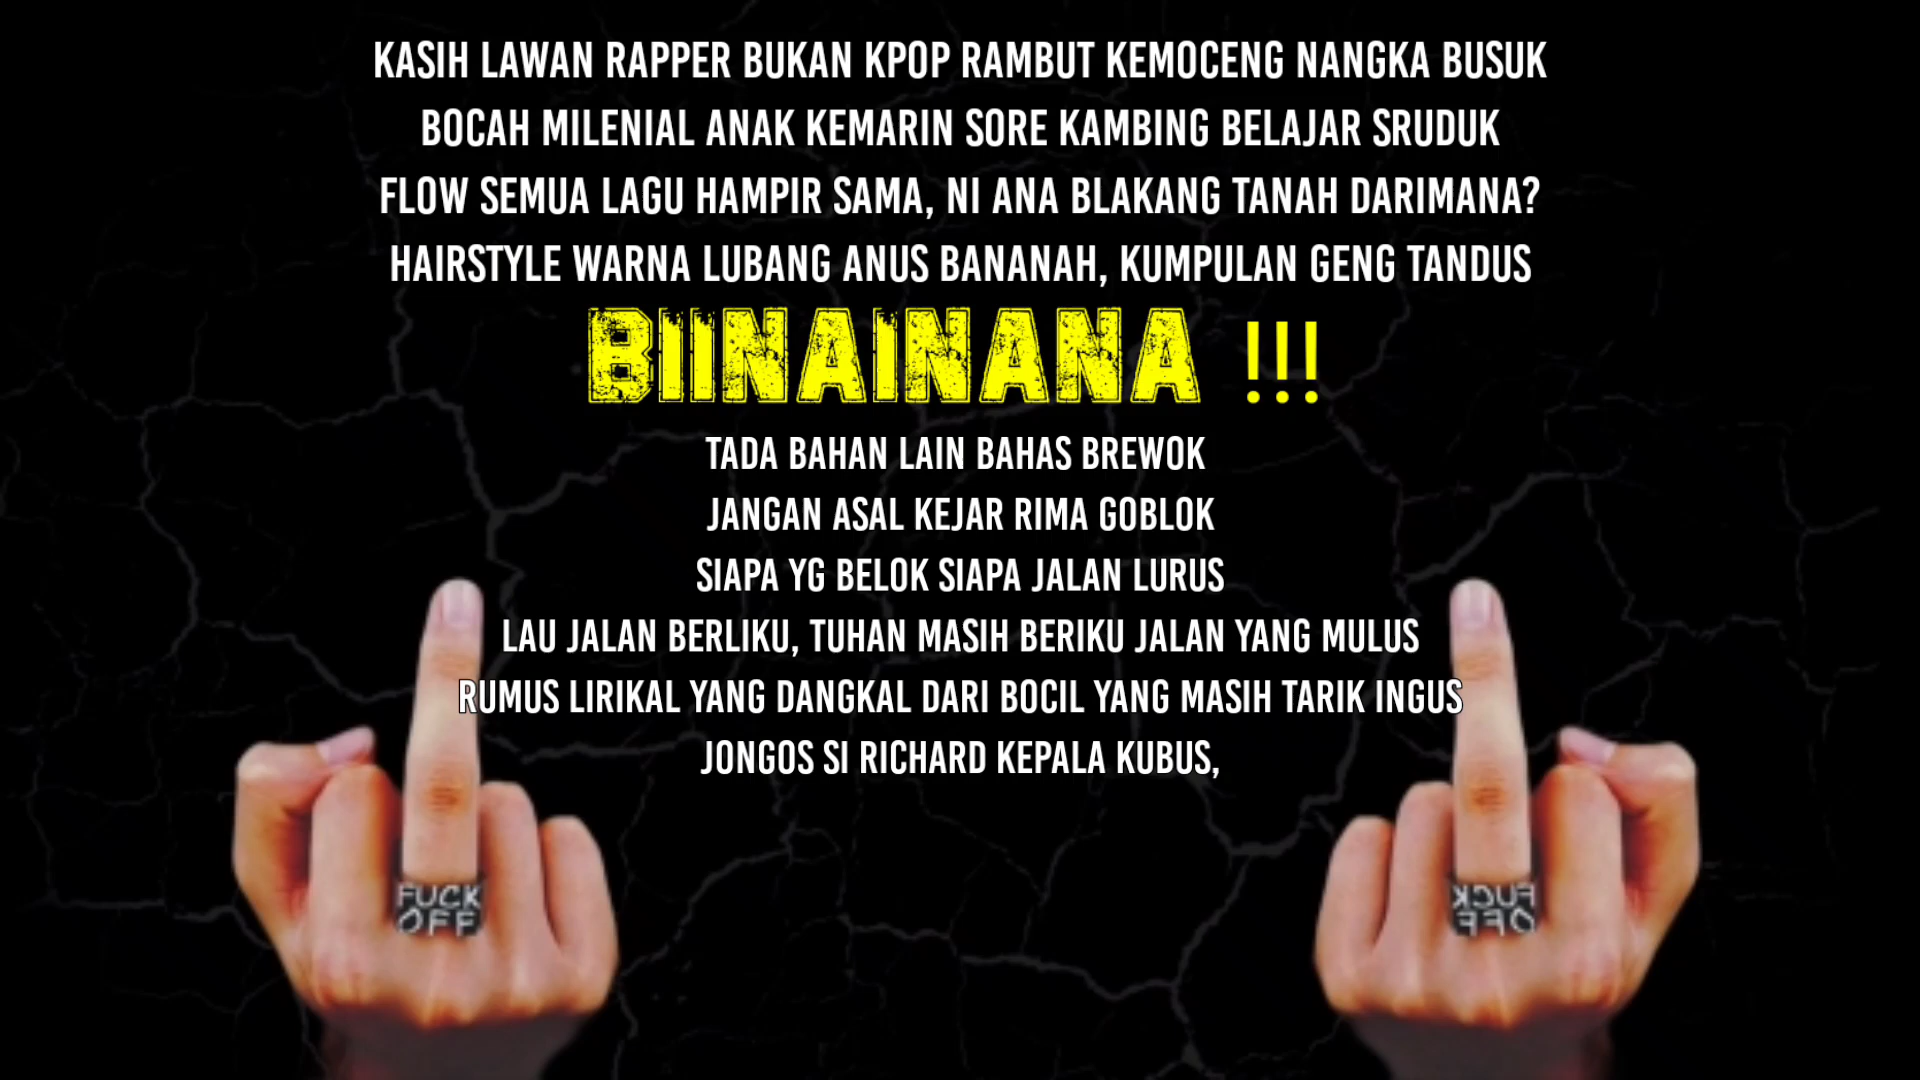 KASIH LAWAN RAPPER BUKAN KPOP RAMBUT KEMOCENG NANGKA BUSUK
BOCAH MILENIAL ANAK KEMARIN SORE KAMBING BELAJAR SRUDUK
FLOW SEMUA LAGU HAMPIR SAMA, NI ANA BLAKANG TANAH DARIMANA?
HAIRSTYLE WARNA LUBANG ANUS BANANAH, KUMPULAN GENG TANDUS
BIINAINANA !!!
TADA BAHAN LAIN BAHAS BREWOK
JANGAN ASAL KEJAR RIMA GOBLOK
SIAPA YG BELOK SIAPA JALAN LURUS
LAU JALAN BERLIKU, TUHAN MASIH BERIKU JALAN YANG MULUS
RUMUS LIRIKAL YANG DANGKAL DARI BOCIL YANG MASIH TARIK INGUS
JONGOS SI RICHARD KEPALA KUBUS,
FUCK
OFF
FUCK
OFF